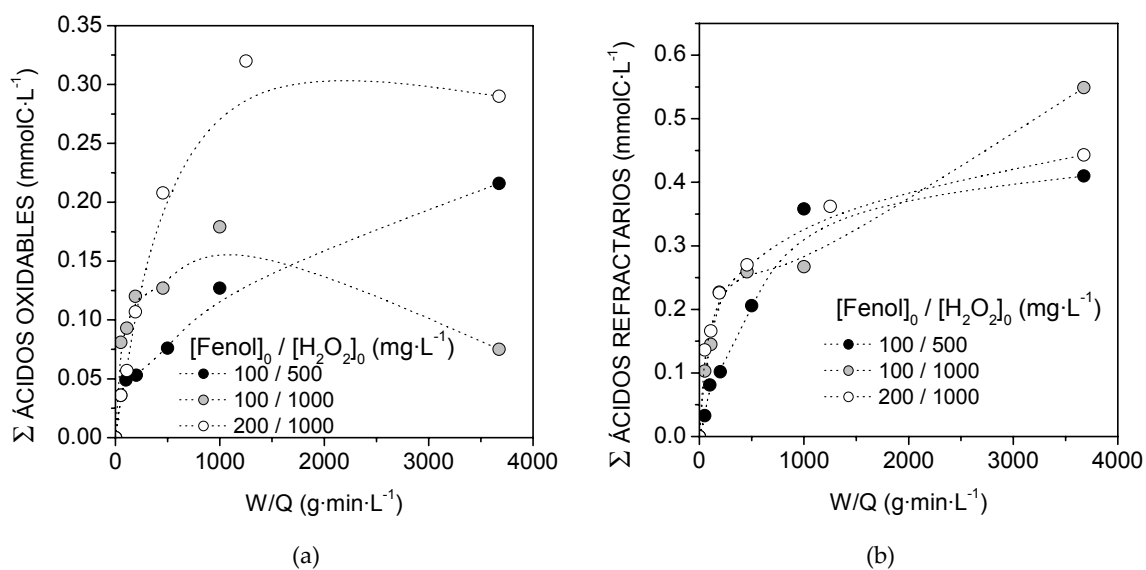 Σ ÁCIDOS OXIDABLES (mmolC·L⁻¹)
0.35
0.30
0.25
0.20
0.15
0.10
0.05
0.00
[Fenol]₀ / [H₂O₂]₀ (mg·L⁻¹)
100 / 500
100 / 1000
200 / 1000
0 1000 2000 3000 4000
W/Q (g·min·L⁻¹)
(a)
Σ ÁCIDOS REFRACTARIOS (mmolC·L⁻¹)
0.6
0.5
0.4
0.3
0.2
0.1
0.0
[Fenol]₀ / [H₂O₂]₀ (mg·L⁻¹)
100 / 500
100 / 1000
200 / 1000
0 1000 2000 3000 4000
W/Q (g·min·L⁻¹)
(b)